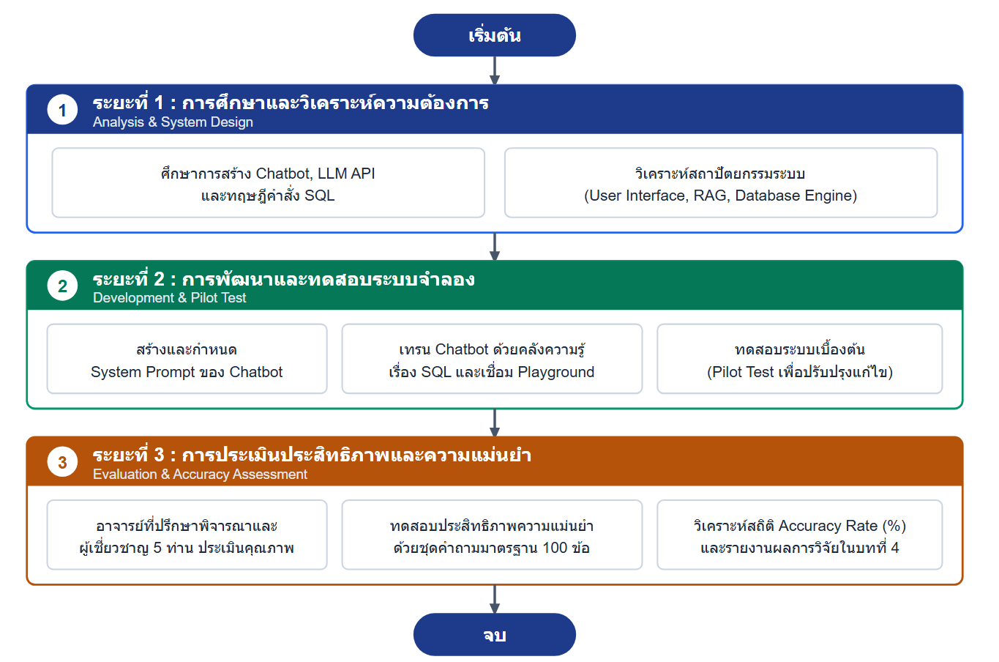 เริ่มต้น
1
ระยะที่ 1 : การศึกษาและวิเคราะห์ความต้องการ
Analysis & System Design
ศึกษาการสร้าง Chatbot, LLM API
และทฤษฎีคำสั่ง SQL
วิเคราะห์สถาปัตยกรรมระบบ
(User Interface, RAG, Database Engine)
2
ระยะที่ 2 : การพัฒนาและทดสอบระบบจำลอง
Development & Pilot Test
สร้างและกำหนด
System Prompt ของ Chatbot
เทรน Chatbot ด้วยคลังความรู้
เรื่อง SQL และเชื่อม Playground
ทดสอบระบบเบื้องต้น
(Pilot Test เพื่อปรับปรุงแก้ไข)
3
ระยะที่ 3 : การประเมินประสิทธิภาพและความแม่นยำ
Evaluation & Accuracy Assessment
อาจารย์ที่ปรึกษาพิจารณาและ
ผู้เชี่ยวชาญ 5 ท่าน ประเมินคุณภาพ
ทดสอบประสิทธิภาพความแม่นยำ
ด้วยชุดคำถามมาตรฐาน 100 ข้อ
วิเคราะห์สถิติ Accuracy Rate (%)
และรายงานผลการวิจัยในบทที่ 4
จบ